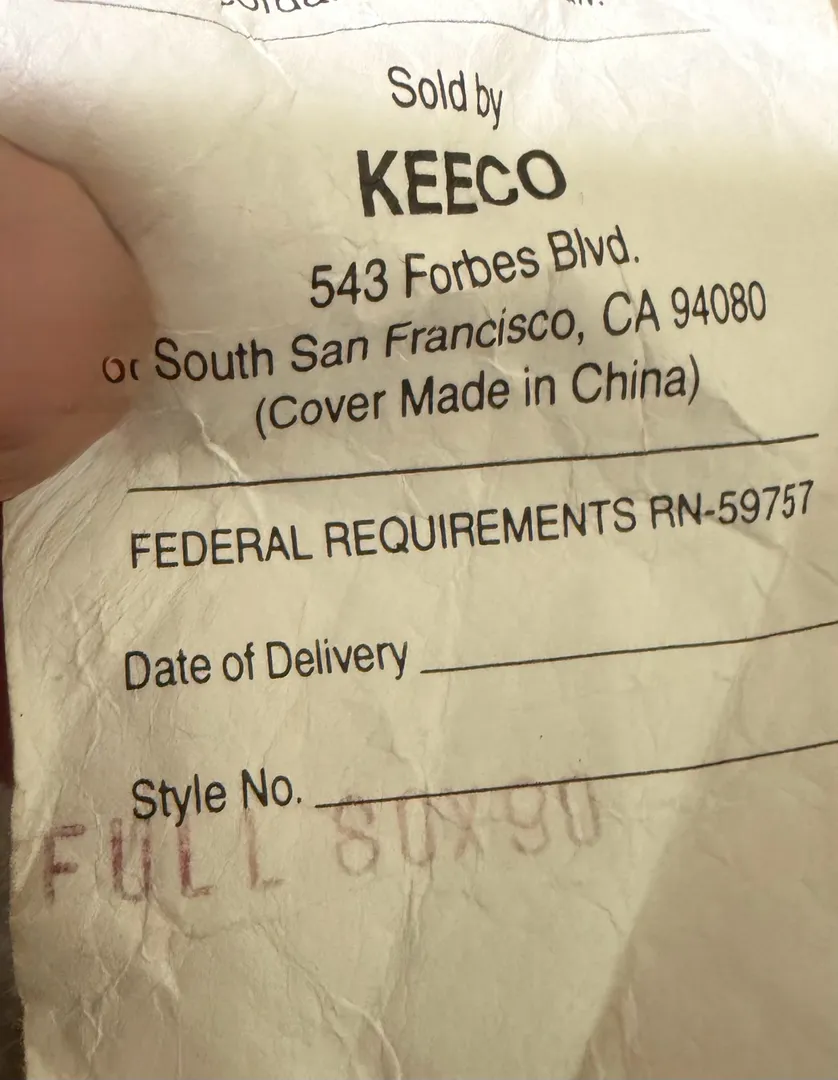 Sold by
KEECO
543 Forbes Blvd.
or South San Francisco, CA 94080
(Cover Made in China)
FEDERAL REQUIREMENTS RN-59757
Date of Delivery
Style No.
FULL 80X90